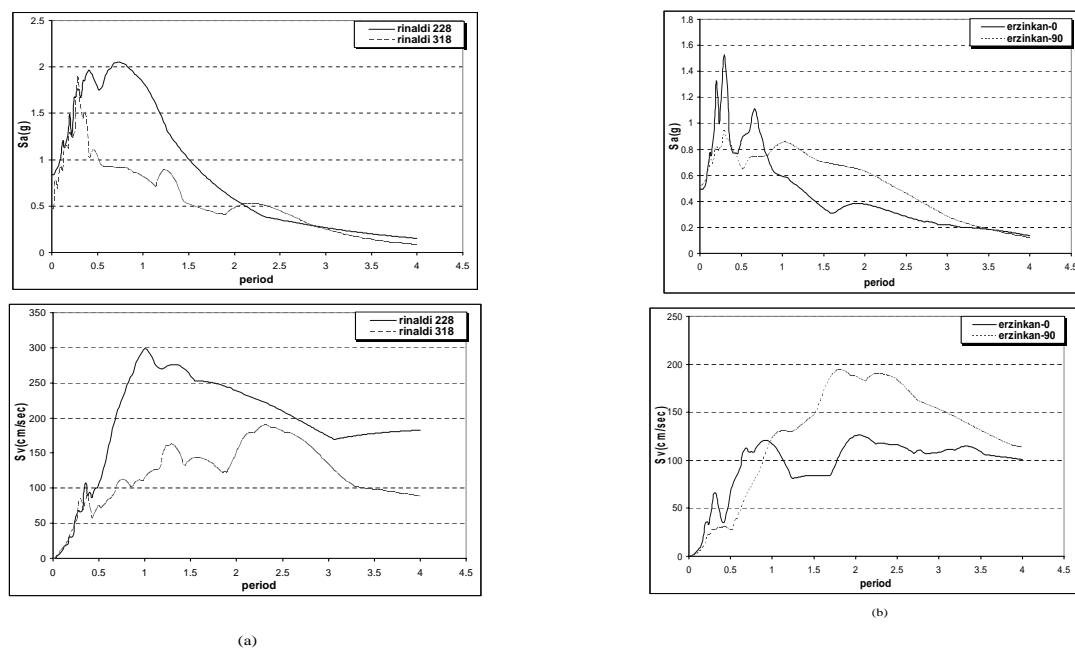 2.5
2
1.5
1
0.5
0
Sa(g)
rinaldi 228
rinaldi 318
0 0.5 1 1.5 2 2.5 3 3.5 4 4.5
period
350
300
250
200
150
100
50
0
Sv(cm/sec)
rinaldi 228
rinaldi 318
0 0.5 1 1.5 2 2.5 3 3.5 4 4.5
period
(a)
1.8
1.6
1.4
1.2
1
0.8
0.6
0.4
0.2
0
Sa(g)
erzinkan-0
erzinkan-90
0 0.5 1 1.5 2 2.5 3 3.5 4 4.5
period
250
200
150
100
50
0
Sv(cm/sec)
erzinkan-0
erzinkan-90
0 0.5 1 1.5 2 2.5 3 3.5 4 4.5
period
(b)